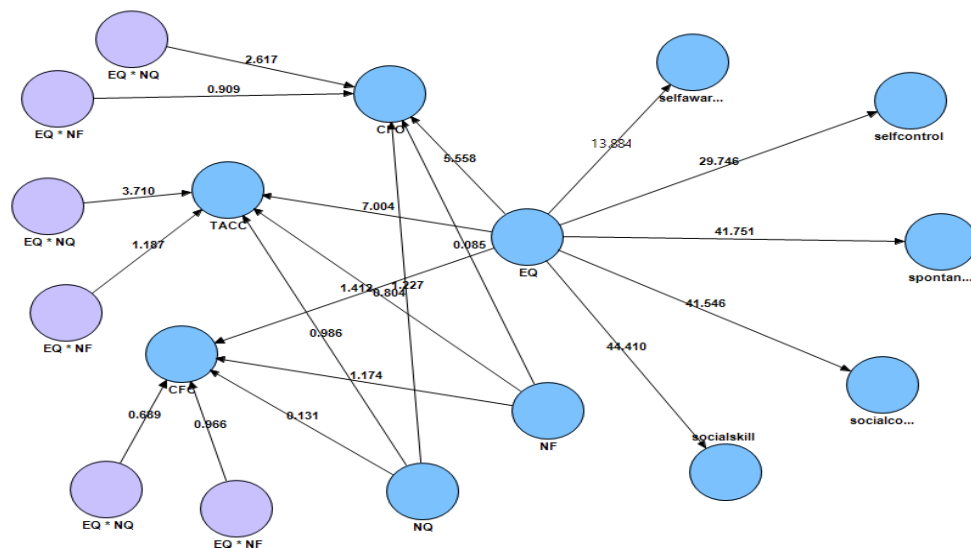 EQ * NQ
2.617
EQ * NF
0.909
CFO
selfawar...
selfcontrol
13.884
29.746
5.558
EQ * NQ
3.710
TACC
7.004
EQ
41.751
spontan...
EQ * NF
1.187
0.085
1.412
0.804
1.227
41.546
44.410
0.986
CFC
1.174
0.131
0.689
0.966
NF
socialskill
socialco...
EQ * NQ
EQ * NF
NQ